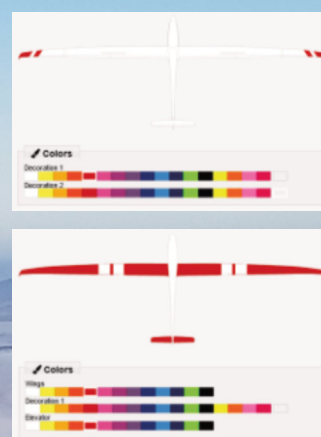 Colors
Decoration 1
Decoration 2
Colors
Wings
Decoration 1
Elevator